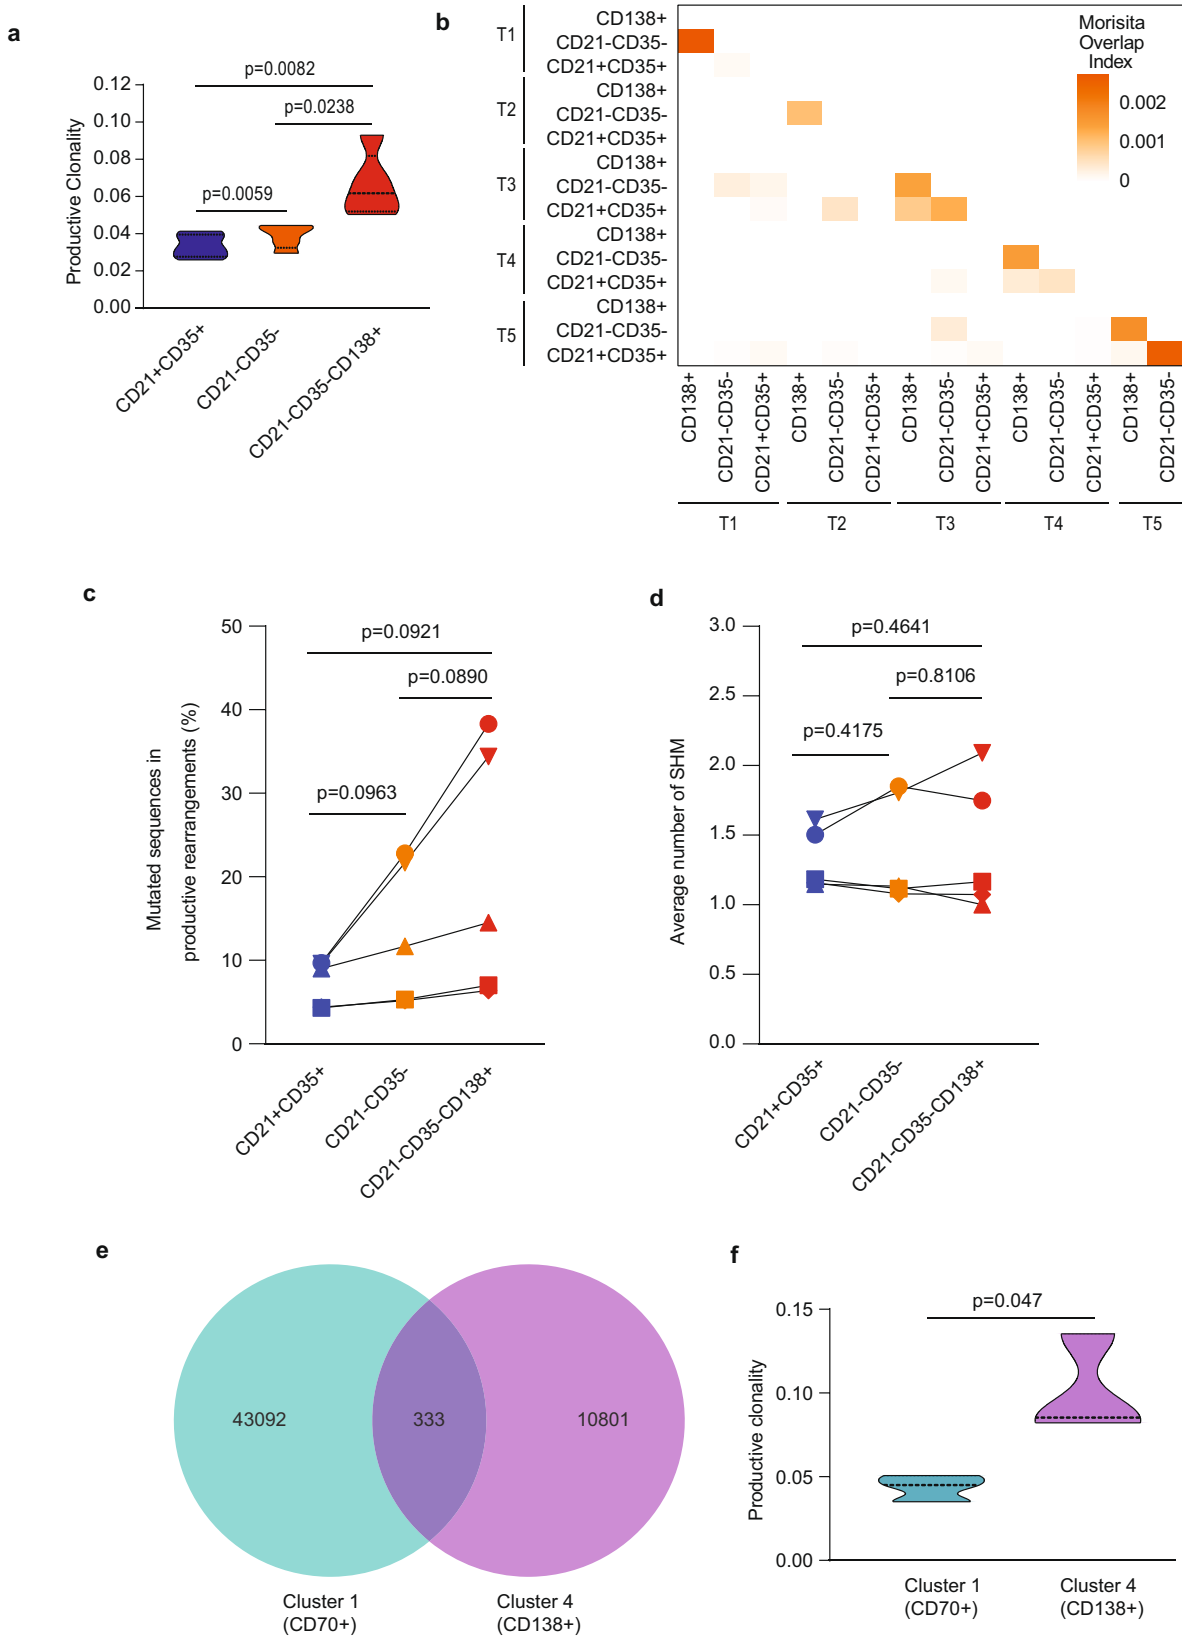 a
p=0.0082
p=0.0238
p=0.0059
Productive Clonality
0.12
0.10
0.08
0.06
0.04
0.02
0.00
CD21+CD35+
CD21-CD35-
CD21-CD35-CD138+
b
T1
CD138+
CD21-CD35-
CD21+CD35+
T2
CD138+
CD21-CD35-
CD21+CD35+
T3
CD138+
CD21-CD35-
CD21+CD35+
T4
CD138+
CD21-CD35-
CD21+CD35+
T5
CD138+
CD21-CD35-
CD21+CD35+
Morisita
Overlap
Index
0.002
0.001
0
CD138+
CD21-CD35-
CD21+CD35+
CD138+
CD21-CD35-
CD21+CD35+
CD138+
CD21-CD35-
CD21+CD35+
CD138+
CD21-CD35-
CD21+CD35+
CD138+
CD21-CD35-
T1
T2
T3
T4
T5
c
Mutated sequences in
productive rearrangements (%)
50
40
30
20
10
0
p=0.0921
p=0.0890
p=0.0963
CD21+CD35+
CD21-CD35-
CD21-CD35-CD138+
d
Average number of SHM
3.0
2.5
2.0
1.5
1.0
0.5
0.0
p=0.4641
p=0.8106
p=0.4175
CD21+CD35+
CD21-CD35-
CD21-CD35-CD138+
e
43092
333
10801
Cluster 1
(CD70+)
Cluster 4
(CD138+)
f
Productive clonality
0.15
0.10
0.05
0.00
p=0.047
Cluster 1
(CD70+)
Cluster 4
(CD138+)